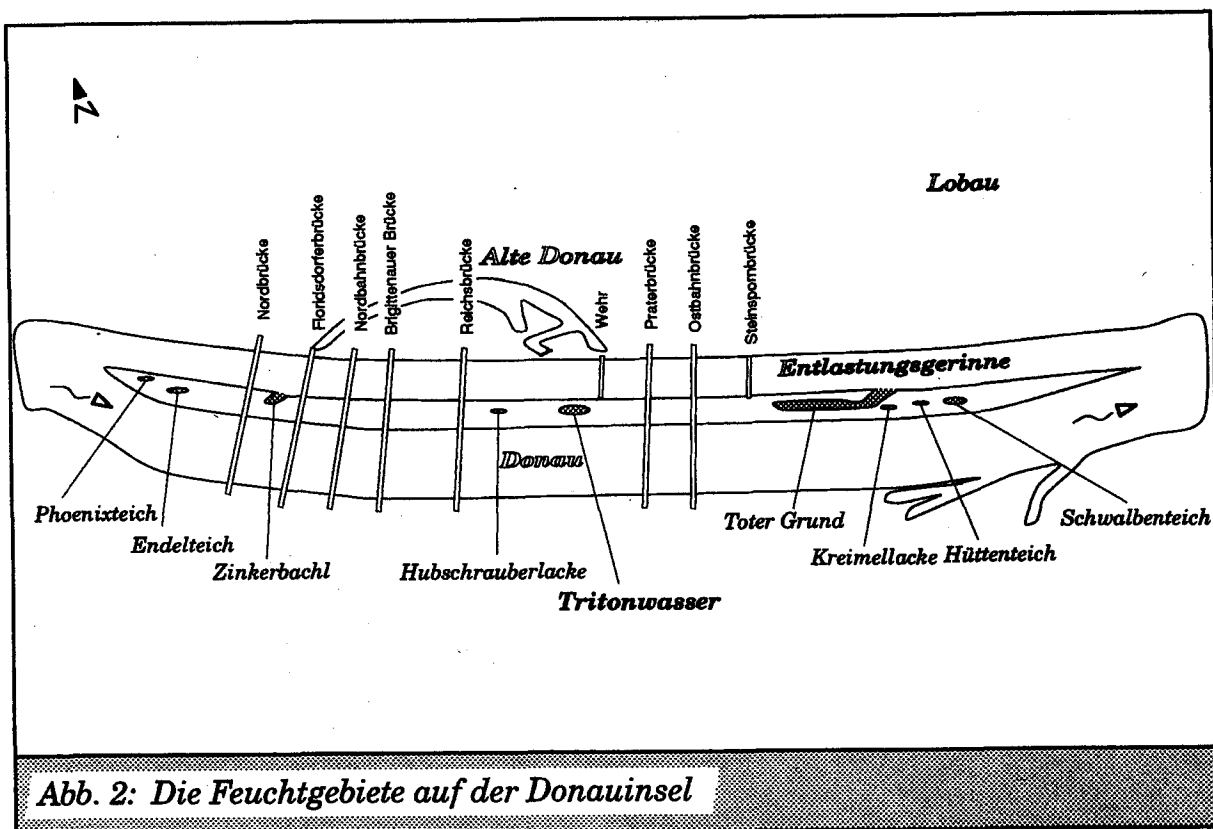 N
Lobau
Nordbrücke
Floridsdorferbrücke
Nordbahnbrücke
Brigittenauer Brücke
Reichsbrücke
Alte Donau
Wehr
Praterbrücke
Ostbahnbrücke
Steinspornbrücke
Entlastungsgerinne
Donau
Phoenixteich
Endelteich
Zinkerbachl
Hubschrauberlacke
Tritonwasser
Toter Grund
Kreimellacke
Hüttenteich
Schwalbenteich
Abb. 2: Die Feuchtgebiete auf der Donauinsel